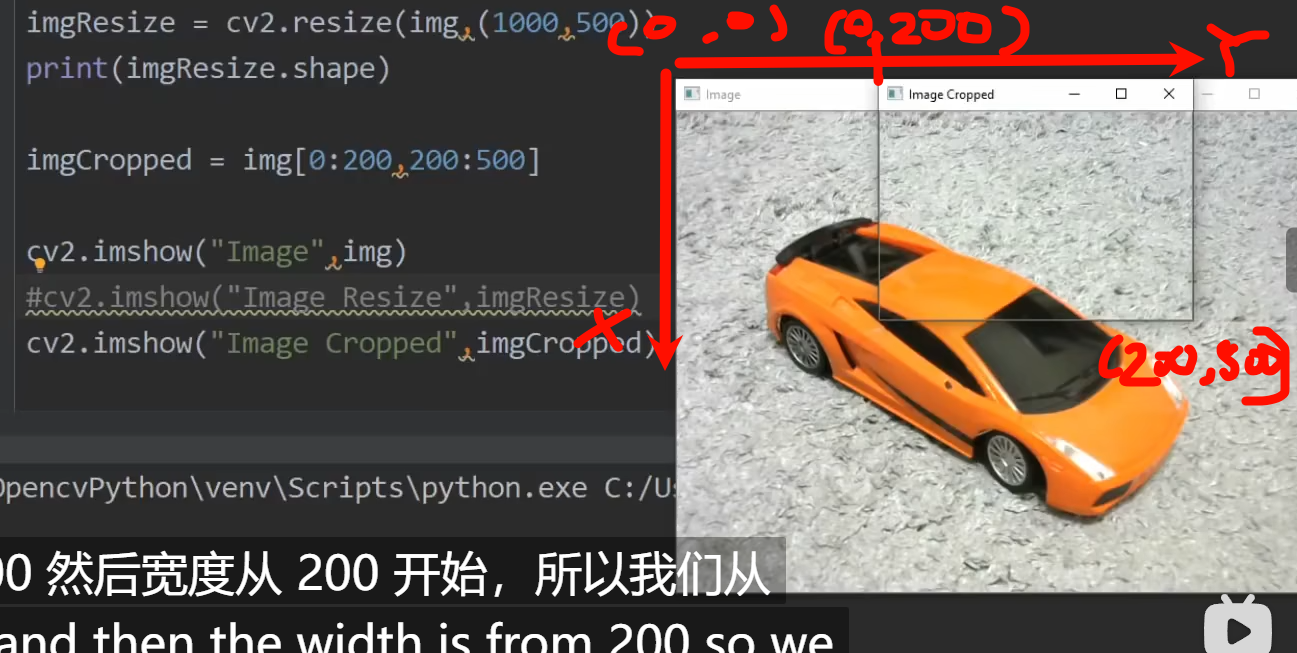 imgResize = cv2.resize(img,(1000,500))
(0,0) (0,200) Y
print(imgResize.shape)
Image
Image Cropped
imgCropped = img[0:200,200:500]
cv2.imshow("Image",img)
#cv2.imshow("Image Resize",imgResize)
X
cv2.imshow("Image Cropped",imgCropped)
(200,500)
OpencvPython\venv\Scripts\python.exe C:/Us
00 然后宽度从 200 开始，所以我们从
and then the width is from 200 so we